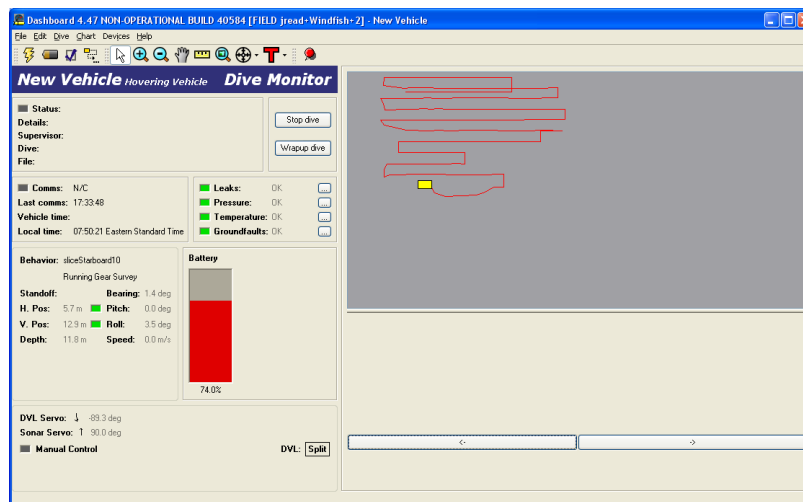 Dashboard 4.47 NON-OPERATIONAL BUILD 40584 [FIELD jread+Windfish+2] - New Vehicle
File Edit Dive Chart Devices Help
New Vehicle Hovering Vehicle Dive Monitor
Status:
Details:
Supervisor:
Dive:
File:
Stop dive
Wrapup dive
Comms: N/C
Last comms: 17:33:48
Vehicle time:
Local time: 07:50:21 Eastern Standard Time
Leaks: OK ...
Pressure: OK ...
Temperature: OK ...
Groundfaults: OK ...
Behavior: sliceStarboard10
Running Gear Survey
Standoff: Bearing: 1.4 deg
H. Pos: 5.7 m Pitch: 0.0 deg
V. Pos: 12.9 m Roll: 3.5 deg
Depth: 11.8 m Speed: 0.0 m/s
Battery
74.0%
DVL Servo: ↓ -89.3 deg
Sonar Servo: ↑ 90.0 deg
Manual Control DVL: Split
<- ->